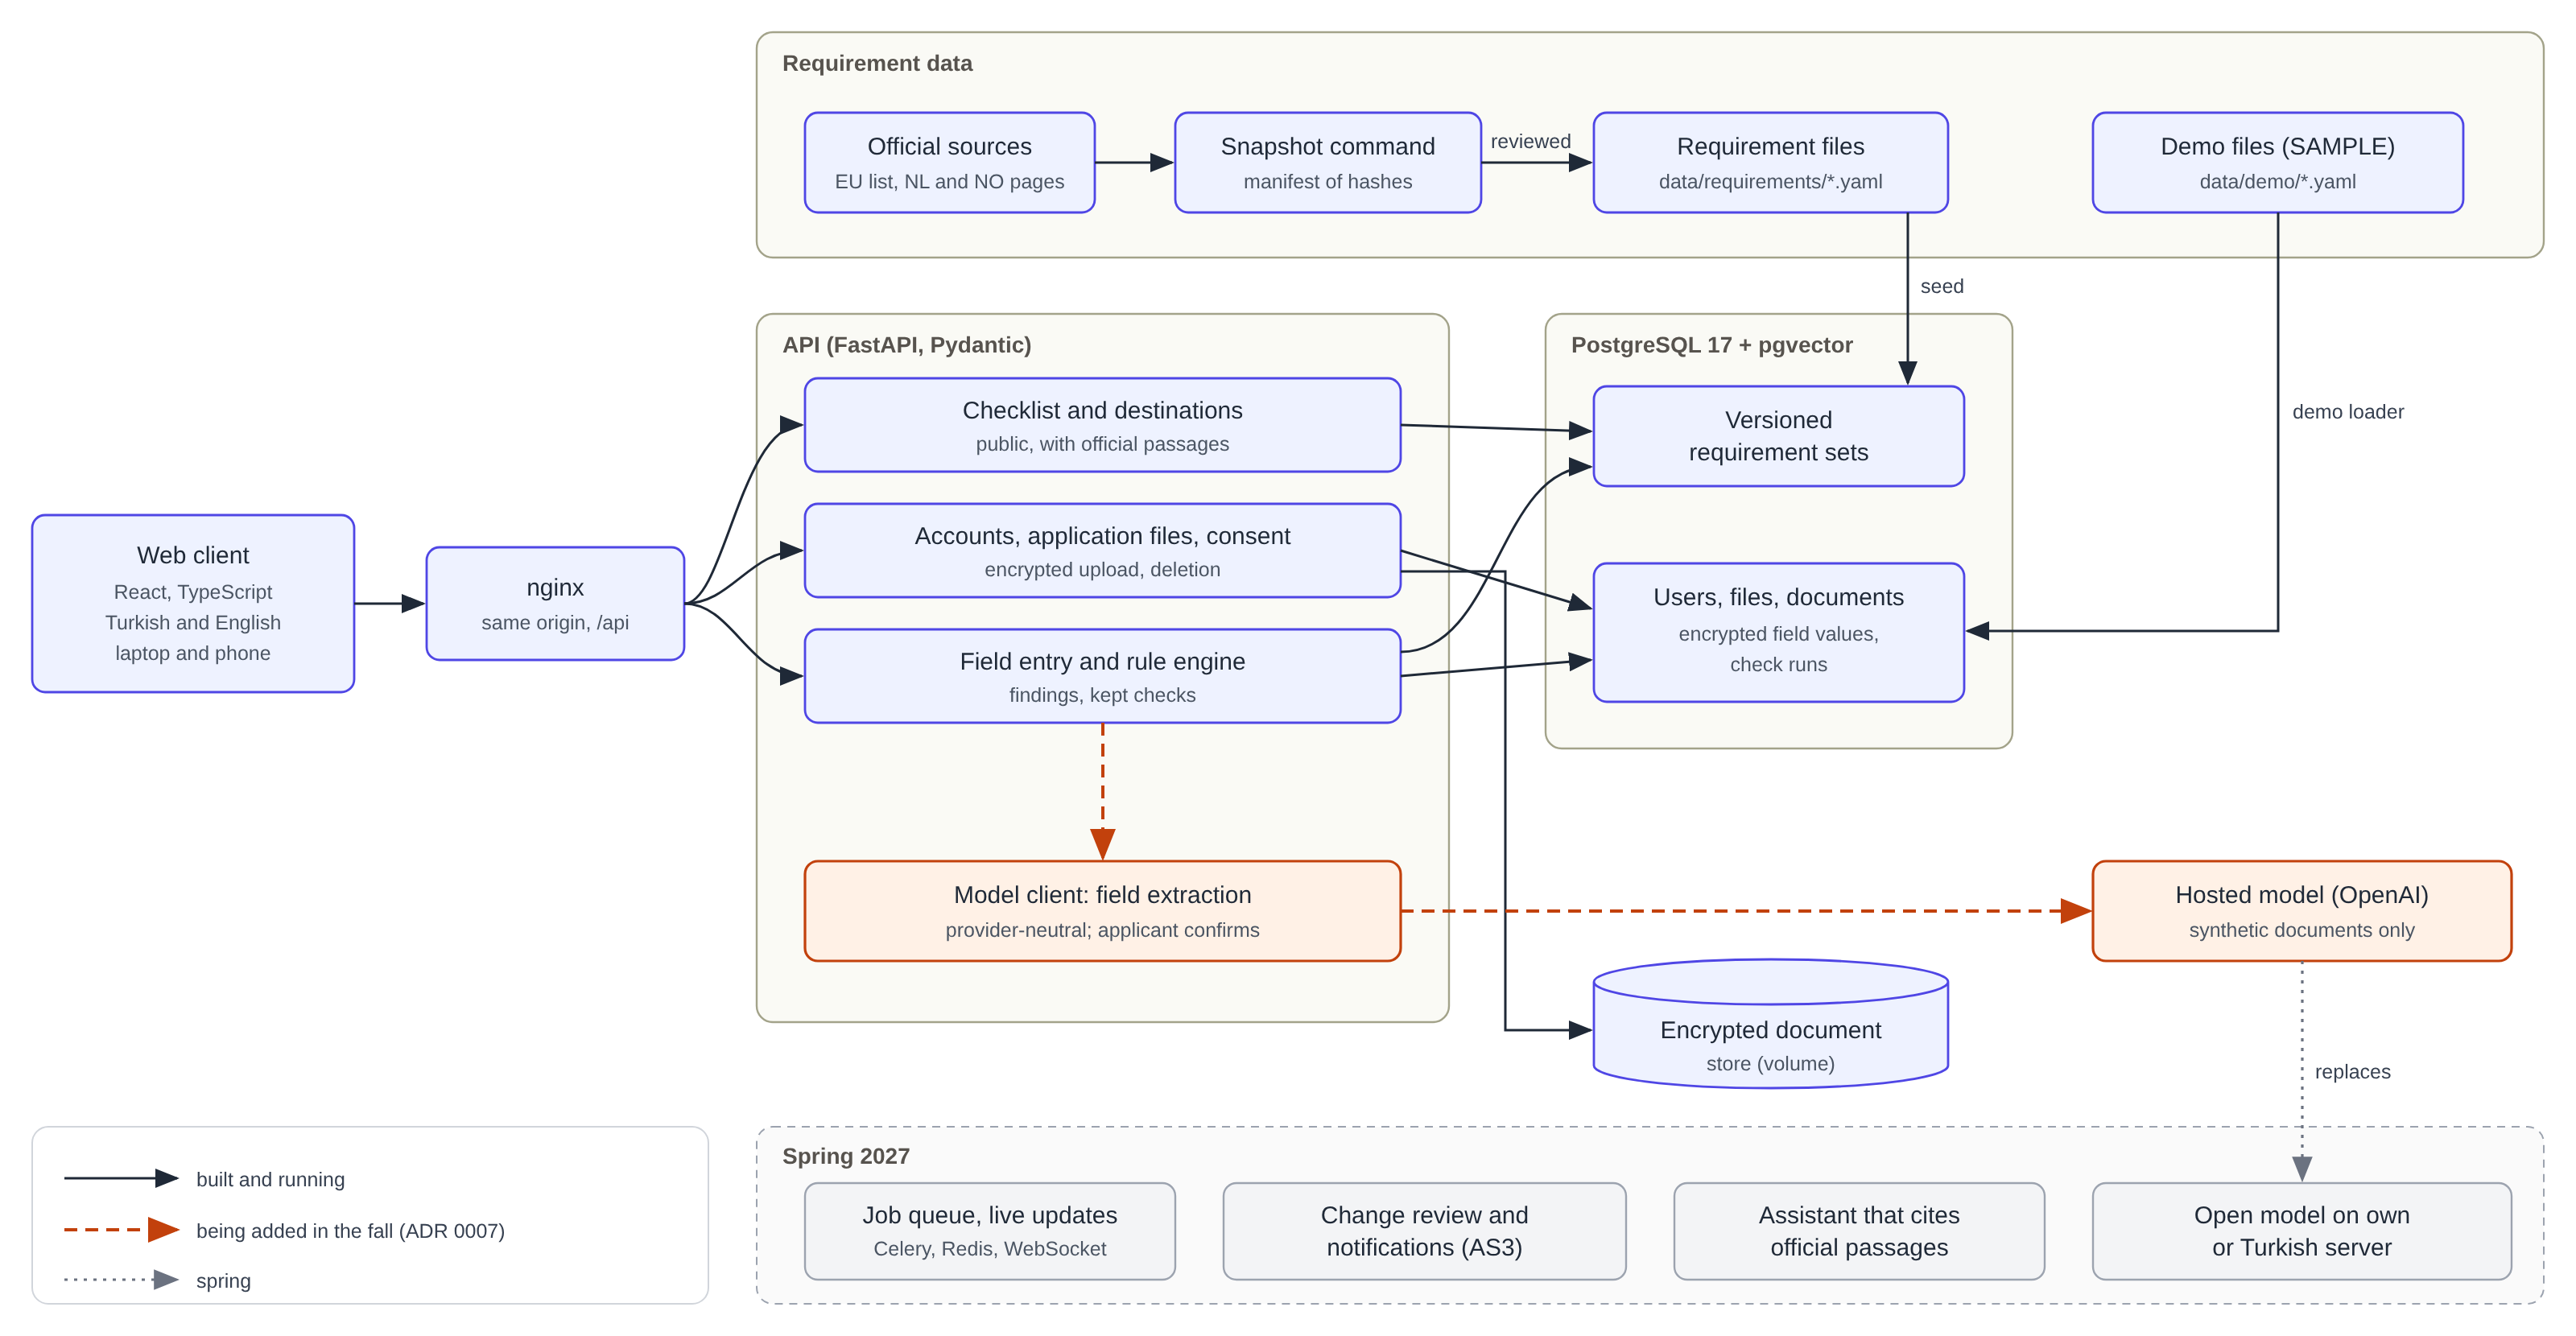 Requirement data
Official sources
EU list, NL and NO pages
Snapshot command
manifest of hashes
reviewed
Requirement files
data/requirements/*.yaml
Demo files (SAMPLE)
data/demo/*.yaml
seed
demo loader
API (FastAPI, Pydantic)
Checklist and destinations
public, with official passages
Accounts, application files, consent
encrypted upload, deletion
Field entry and rule engine
findings, kept checks
Model client: field extraction
provider-neutral; applicant confirms
PostgreSQL 17 + pgvector
Versioned
requirement sets
Users, files, documents
encrypted field values,
check runs
Web client
React, TypeScript
Turkish and English
laptop and phone
nginx
same origin, /api
Hosted model (OpenAI)
synthetic documents only
Encrypted document
store (volume)
replaces
built and running
being added in the fall (ADR 0007)
spring
Spring 2027
Job queue, live updates
Celery, Redis, WebSocket
Change review and
notifications (AS3)
Assistant that cites
official passages
Open model on own
or Turkish server